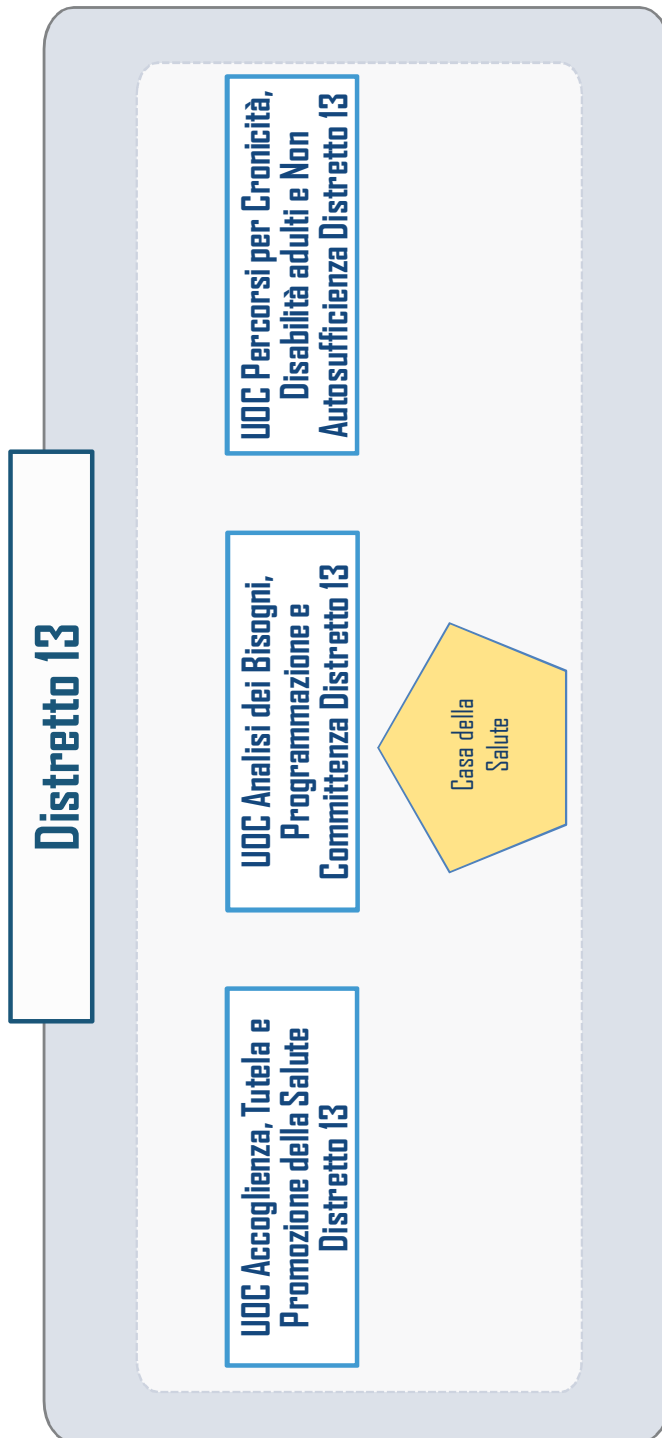 Distretto 13
UOC Accoglienza, Tutela e
Promozione della Salute
Distretto 13
UOC Analisi dei Bisogni,
Programmazione e
Committenza Distretto 13
UOC Percorsi per Cronicità,
Disabilità adulti e Non
Autosufficienza Distretto 13
Casa della
Salute